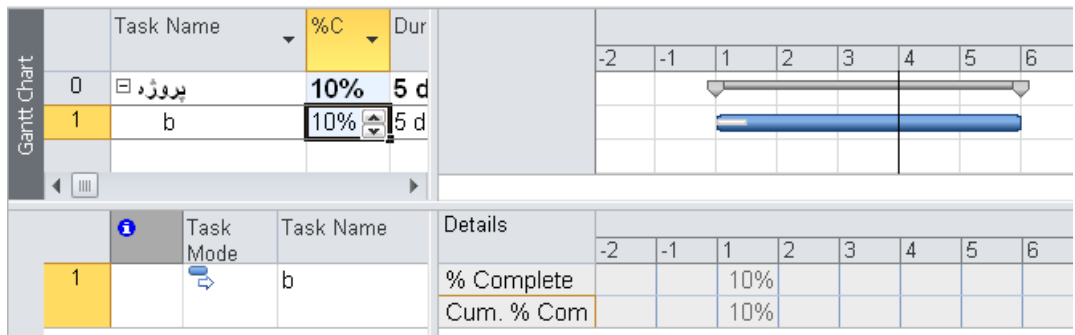 Gantt Chart
Task Name %C Dur
-2 -1 1 2 3 4 5 6
0 پروژه 10% 5 d
1 b 10% 5 d
Task Mode Task Name Details
-2 -1 1 2 3 4 5 6
1 b % Complete 10%
Cum. % Com 10%